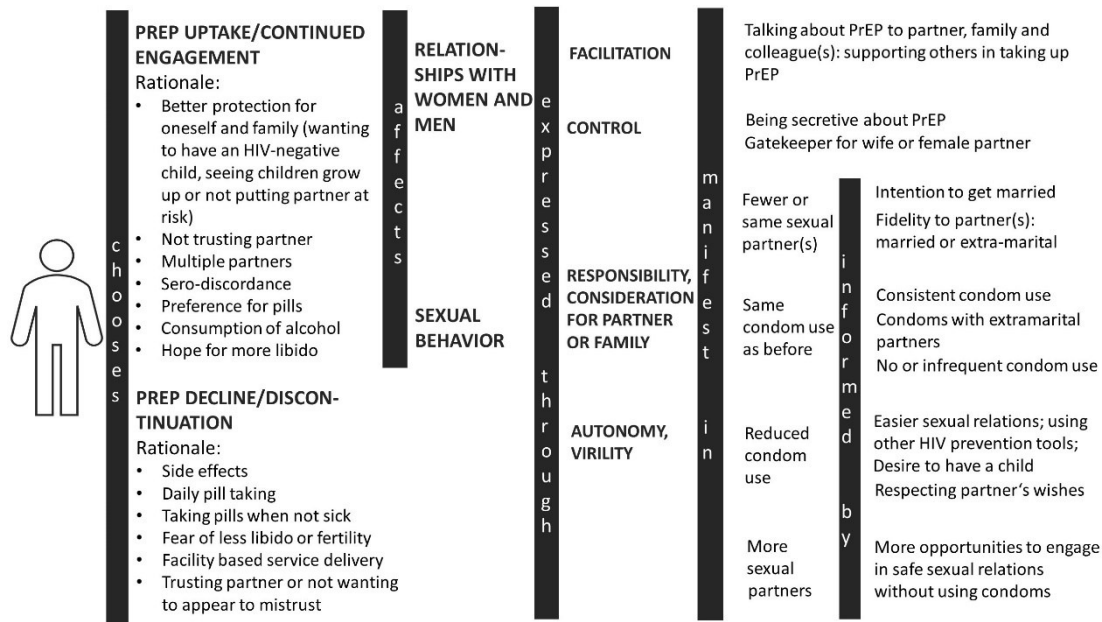 chooses
PREP UPTAKE/CONTINUED
ENGAGEMENT
Rationale:
• Better protection for
oneself and family (wanting
to have an HIV-negative
child, seeing children grow
up or not putting partner at
risk)
• Not trusting partner
• Multiple partners
• Sero-discordance
• Preference for pills
• Consumption of alcohol
• Hope for more libido
PREP DECLINE/DISCON-
TINUATION
Rationale:
• Side effects
• Daily pill taking
• Taking pills when not sick
• Fear of less libido or fertility
• Facility based service delivery
• Trusting partner or not wanting
to appear to mistrust
affects
RELATION-
SHIPS WITH
WOMEN AND
MEN
SEXUAL
BEHAVIOR
expressed through
FACILITATION
CONTROL
RESPONSIBILITY,
CONSIDERATION
FOR PARTNER
OR FAMILY
AUTONOMY,
VIRILITY
manifest in
Talking about PrEP to partner, family and
colleague(s): supporting others in taking up
PrEP
Being secretive about PrEP
Gatekeeper for wife or female partner
Fewer or
same sexual
partner(s)
Same
condom use
as before
Reduced
condom
use
More
sexual
partners
informed by
Intention to get married
Fidelity to partner(s):
married or extra-marital
Consistent condom use
Condoms with extramarital
partners
No or infrequent condom use
Easier sexual relations; using
other HIV prevention tools;
Desire to have a child
Respecting partner‘s wishes
More opportunities to engage
in safe sexual relations
without using condoms